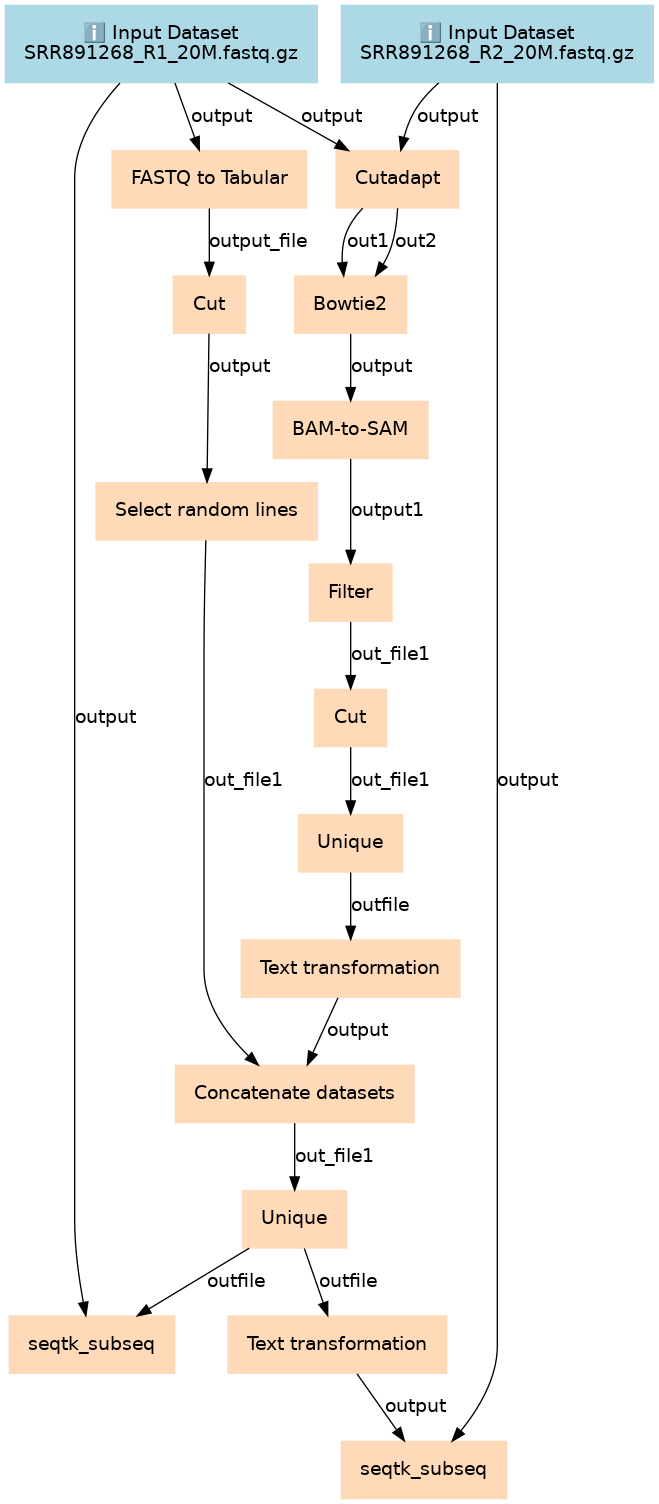 ℹ️ Input Dataset
SRR891268_R1_20M.fastq.gz
ℹ️ Input Dataset
SRR891268_R2_20M.fastq.gz
output
output
output
FASTQ to Tabular
Cutadapt
output_file
out1
out2
Cut
Bowtie2
output
output
BAM-to-SAM
Select random lines
output1
Filter
out_file1
Cut
output
out_file1
out_file1
output
Unique
outfile
Text transformation
output
Concatenate datasets
out_file1
Unique
outfile
outfile
seqtk_subseq
Text transformation
output
seqtk_subseq